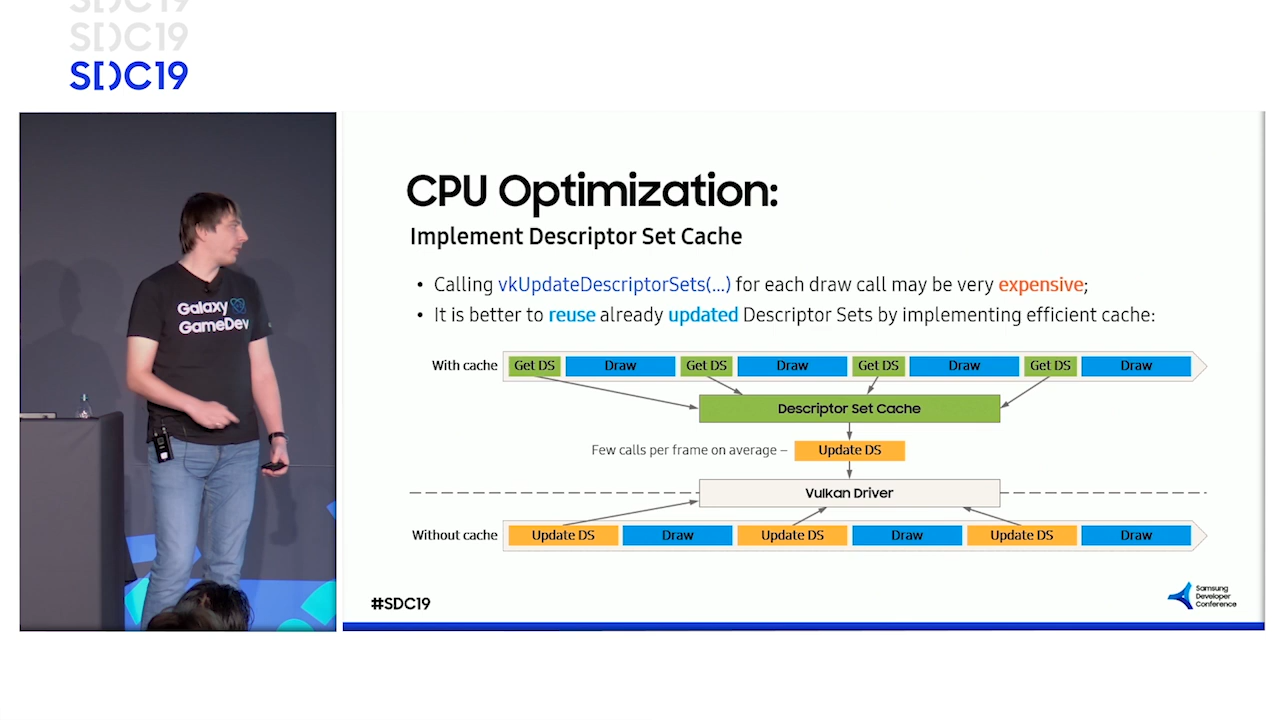 SDC19
SDC19
SDC19
Galaxy
GameDev
CPU Optimization:
Implement Descriptor Set Cache
• Calling vkUpdateDescriptorSets(...) for each draw call may be very expensive;
• It is better to reuse already updated Descriptor Sets by implementing efficient cache:
With cache Get DS Draw Get DS Draw Get DS Draw Get DS Draw
Descriptor Set Cache
Few calls per frame on average – Update DS
Vulkan Driver
Without cache Update DS Draw Update DS Draw Update DS Draw
#SDC19
Samsung
Developer
Conference